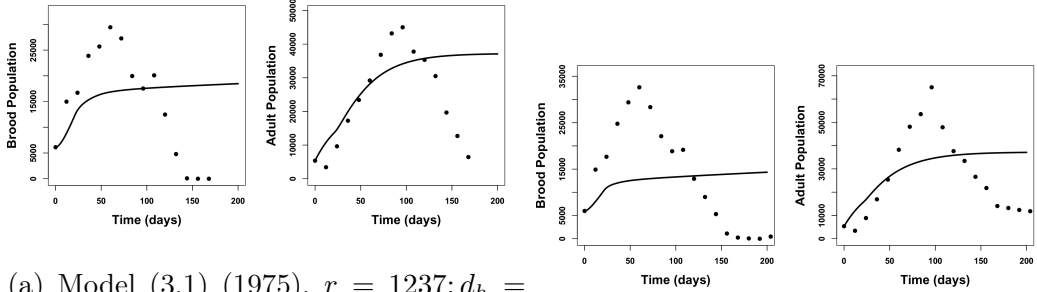 Brood Population
0 5000 15000 25000
0 50 100 150 200
Time (days)
Adult Population
0 10000 20000 30000 40000 50000
0 50 100 150 200
Time (days)
Brood Population
0 5000 15000 25000 35000
0 50 100 150 200
Time (days)
Adult Population
0 10000 30000 50000 70000
0 50 100 150 200
Time (days)
(a) Model (3.1) (1975). r = 1237; d_b =